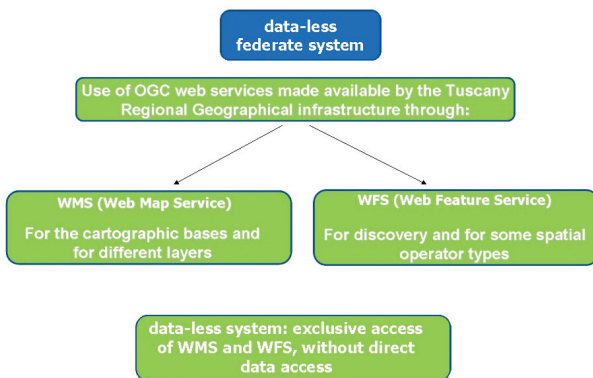 data-less
federate system
Use of OGC web services made available by the Tuscany
Regional Geographical infrastructure through:
WMS (Web Map Service)
For the cartographic bases and
for different layers
WFS (Web Feature Service)
For discovery and for some spatial
operator types
data-less system: exclusive access
of WMS and WFS, without direct
data access